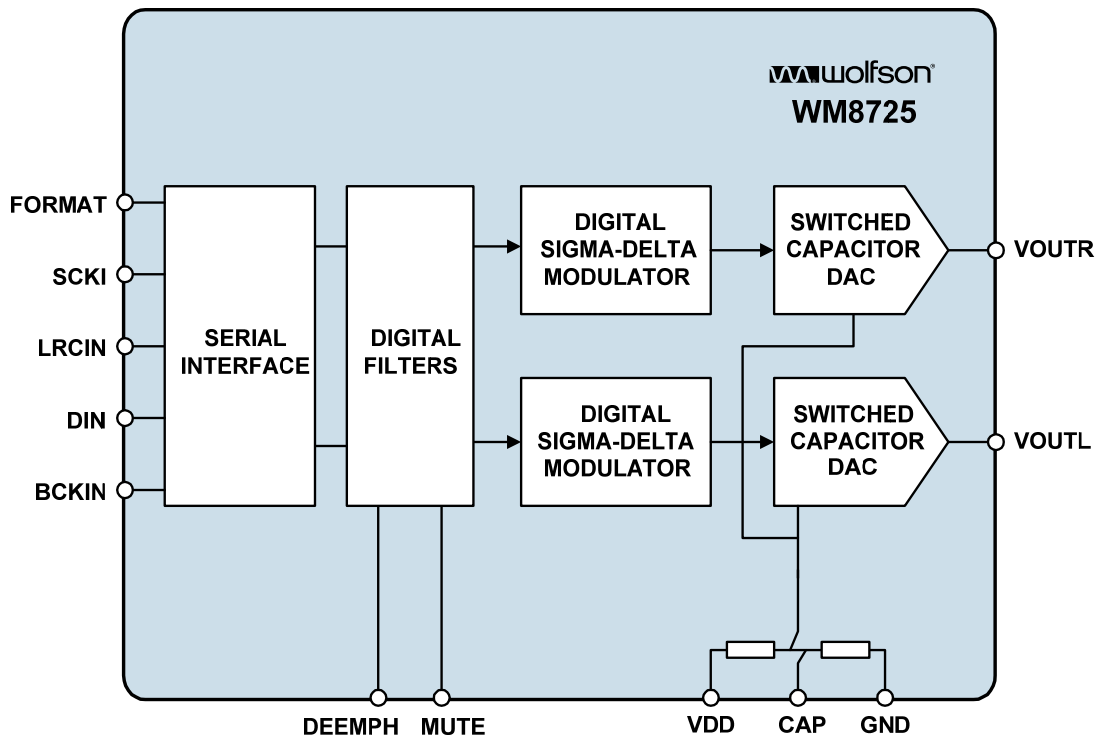 wolfson®
WM8725
FORMAT
SCKI
LRCIN
DIN
BCKIN
SERIAL
INTERFACE
DIGITAL
FILTERS
DIGITAL
SIGMA-DELTA
MODULATOR
SWITCHED
CAPACITOR
DAC
VOUTR
DIGITAL
SIGMA-DELTA
MODULATOR
SWITCHED
CAPACITOR
DAC
VOUTL
DEEMPH
MUTE
VDD
CAP
GND